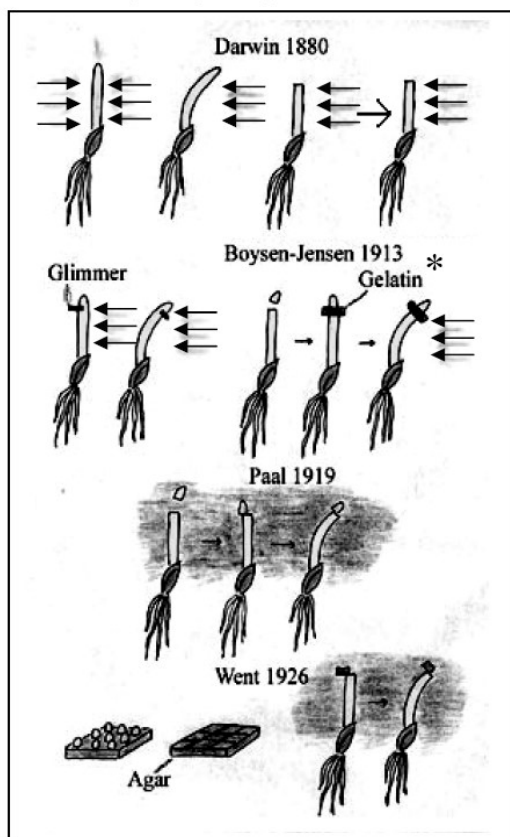 Darwin 1880
Boysen-Jensen 1913
Glimmer
Gelatin *
Paal 1919
Went 1926
Agar